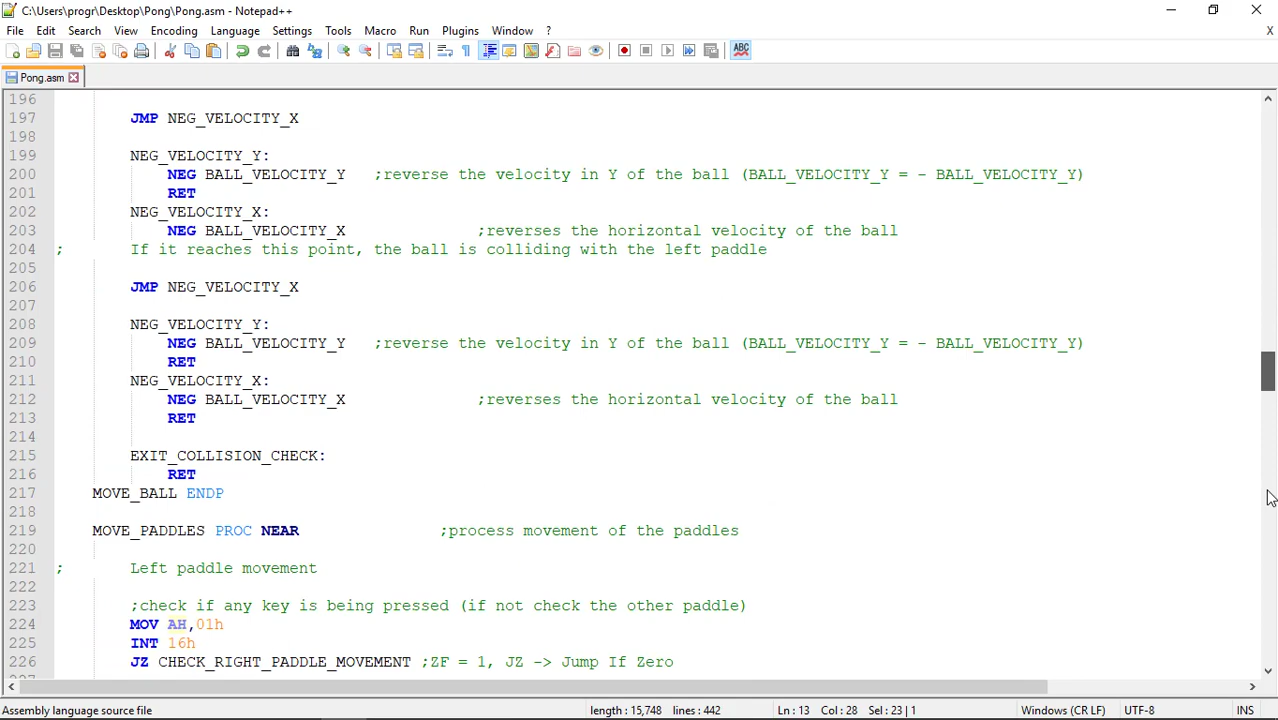 C:\Users\progr\Desktop\Pong\Pong.asm - Notepad++
File Edit Search View Encoding Language Settings Tools Macro Run Plugins Window ? X
ABC
Pong.asm
196
197 JMP NEG_VELOCITY_X
198
199 NEG_VELOCITY_Y:
200 NEG BALL_VELOCITY_Y ;reverse the velocity in Y of the ball (BALL_VELOCITY_Y = - BALL_VELOCITY_Y)
201 RET
202 NEG_VELOCITY_X:
203 NEG BALL_VELOCITY_X ;reverses the horizontal velocity of the ball
204 ; If it reaches this point, the ball is colliding with the left paddle
205
206 JMP NEG_VELOCITY_X
207
208 NEG_VELOCITY_Y:
209 NEG BALL_VELOCITY_Y ;reverse the velocity in Y of the ball (BALL_VELOCITY_Y = - BALL_VELOCITY_Y)
210 RET
211 NEG_VELOCITY_X:
212 NEG BALL_VELOCITY_X ;reverses the horizontal velocity of the ball
213 RET
214
215 EXIT_COLLISION_CHECK:
216 RET
217 MOVE_BALL ENDP
218
219 MOVE_PADDLES PROC NEAR ;process movement of the paddles
220
221 ; Left paddle movement
222
223 ;check if any key is being pressed (if not check the other paddle)
224 MOV AH,01h
225 INT 16h
226 JZ CHECK_RIGHT_PADDLE_MOVEMENT ;ZF = 1, JZ -> Jump If Zero
Assembly language source file length : 15,748 lines : 442 Ln : 13 Col : 28 Sel : 23 | 1 Windows (CR LF) UTF-8 INS